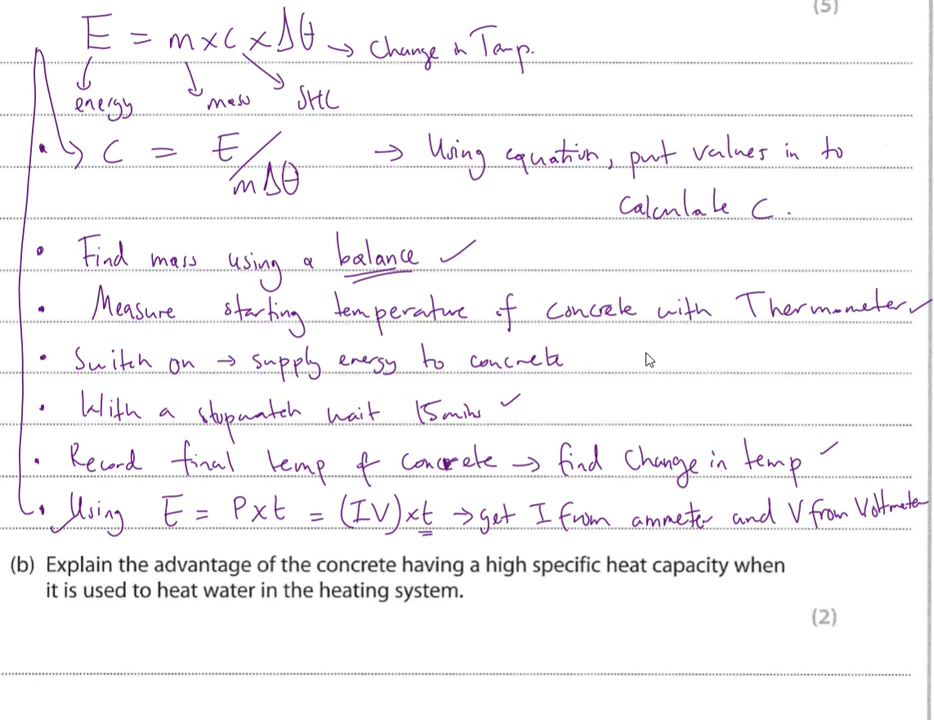 (5)
E = m×c×Δθ → Change in Temp.
energy mass SHC
• C = E/mΔθ → Using equation, put values in to
calculate C.
• Find mass using a balance ✓
• Measure starting temperature of concrete with Thermometer ✓
• Switch on → supply energy to concrete
• With a stopwatch wait 15mins ✓
• Record final temp of concrete → find change in temp ✓
• Using E = P×t = (IV)×t → get I from ammeter and V from Voltmeter
(b) Explain the advantage of the concrete having a high specific heat capacity when
it is used to heat water in the heating system.
(2)